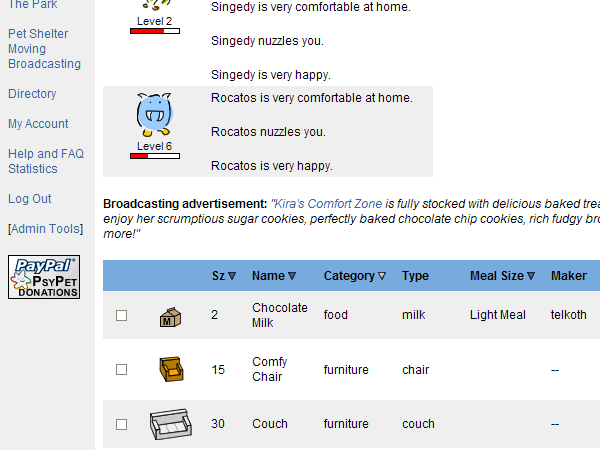 The Park
Pet Shelter
Moving
Broadcasting
Directory
My Account
Help and FAQ
Statistics
Log Out
[Admin Tools]
PayPal
PSYPET
DONATIONS
Level 2
Singedy is very comfortable at home.
Singedy nuzzles you.
Singedy is very happy.
Level 6
Rocatos is very comfortable at home.
Rocatos nuzzles you.
Rocatos is very happy.
Broadcasting advertisement: "Kira's Comfort Zone is fully stocked with delicious baked trea
enjoy her scrumptious sugar cookies, perfectly baked chocolate chip cookies, rich fudgy bro
more!"
Sz Name Category Type Meal Size Maker
M 2 Chocolate Milk food milk Light Meal telkoth
15 Comfy Chair furniture chair --
30 Couch furniture couch --